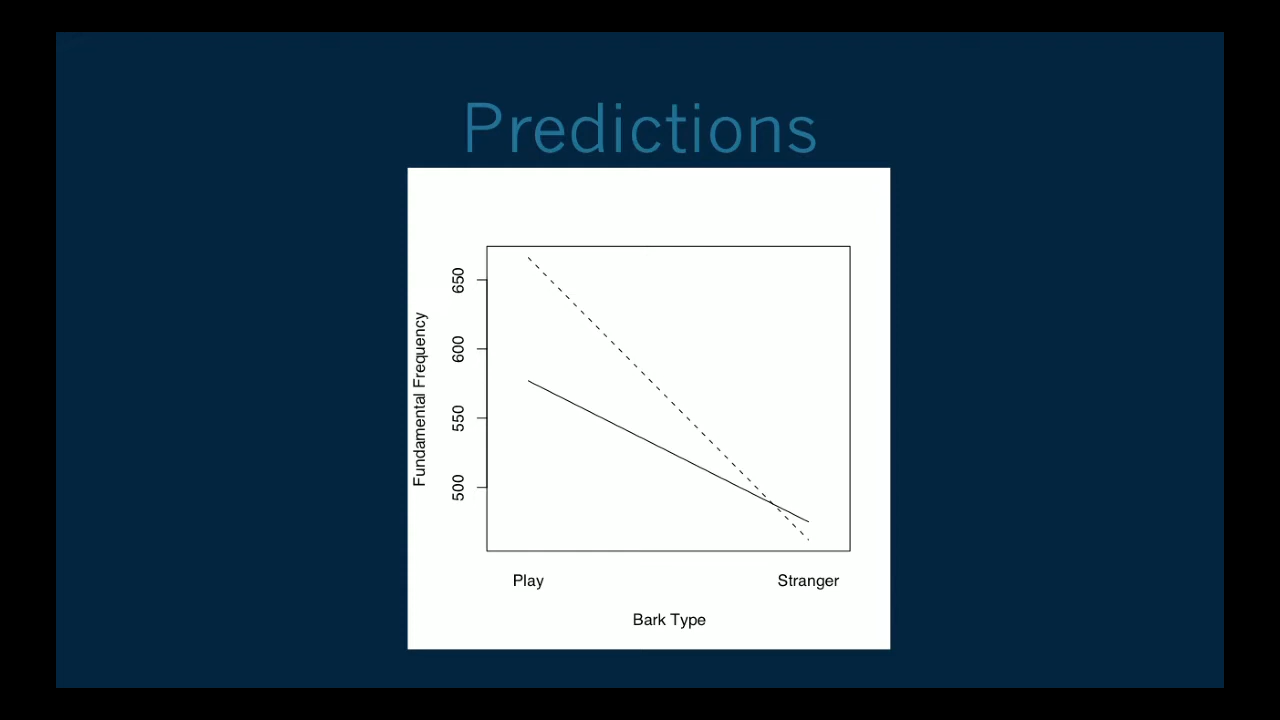 Predictions
650
600
550
500
Fundamental Frequency
Play
Stranger
Bark Type